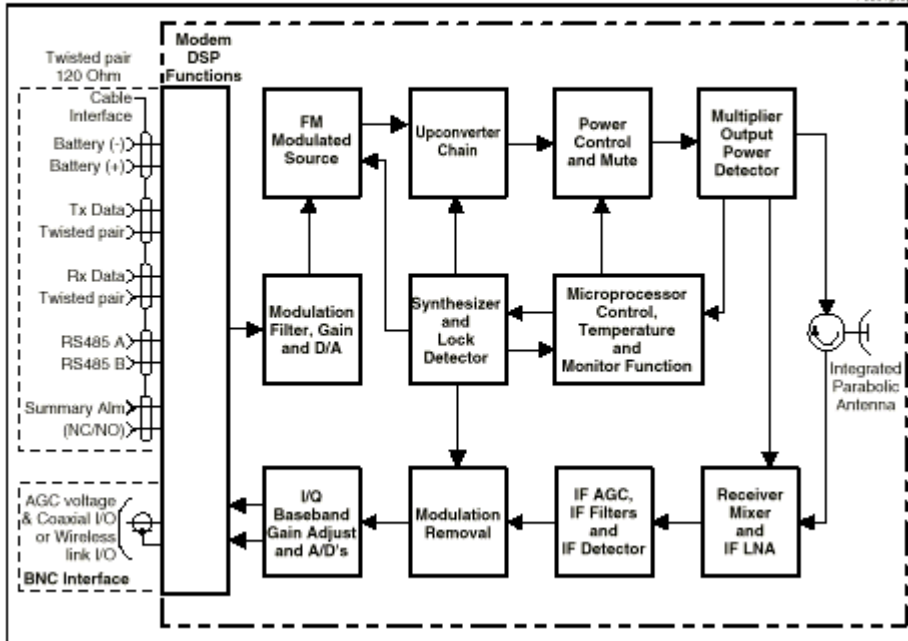 Twisted pair
120 Ohm
Cable
Interface
Battery (-)
Battery (+)
Tx Data
Twisted pair
Rx Data
Twisted pair
RS485 A
RS485 B
Summary Alm
(NC/NO)
AGC voltage
& Coaxial I/O
or Wireless
link I/O
BNC Interface
Modem
DSP
Functions
FM
Modulated
Source
Upconverter
Chain
Power
Control
and Mute
Multiplier
Output
Power
Detector
Modulation
Filter, Gain
and D/A
Synthesizer
and
Lock
Detector
Microprocessor
Control,
Temperature
and
Monitor Function
Integrated
Parabolic
Antenna
I/Q
Baseband
Gain Adjust
and A/D's
Modulation
Removal
IF AGC,
IF Filters
and
IF Detector
Receiver
Mixer
and
IF LNA